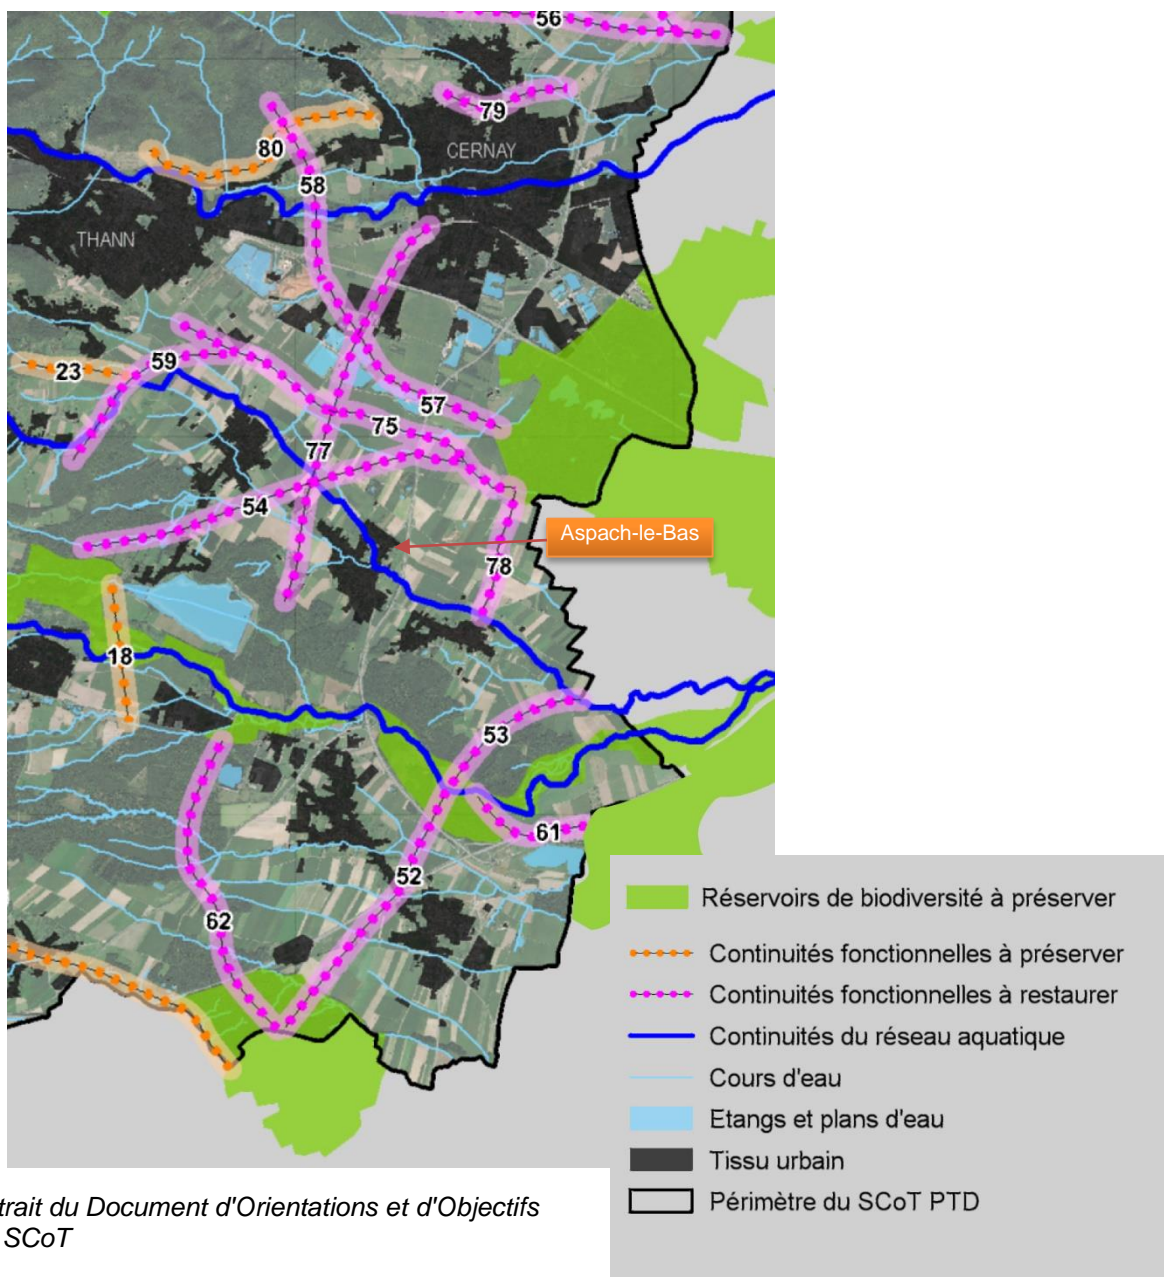 56
79
80
CERNAY
58
THANN
59
23
57
75
77
54
Aspach-le-Bas
78
18
53
61
52
62
Réservoirs de biodiversité à préserver
Continuités fonctionnelles à préserver
Continuités fonctionnelles à restaurer
Continuités du réseau aquatique
Cours d'eau
Etangs et plans d'eau
Tissu urbain
Périmètre du SCoT PTD
trait du Document d'Orientations et d'Objectifs
SCoT